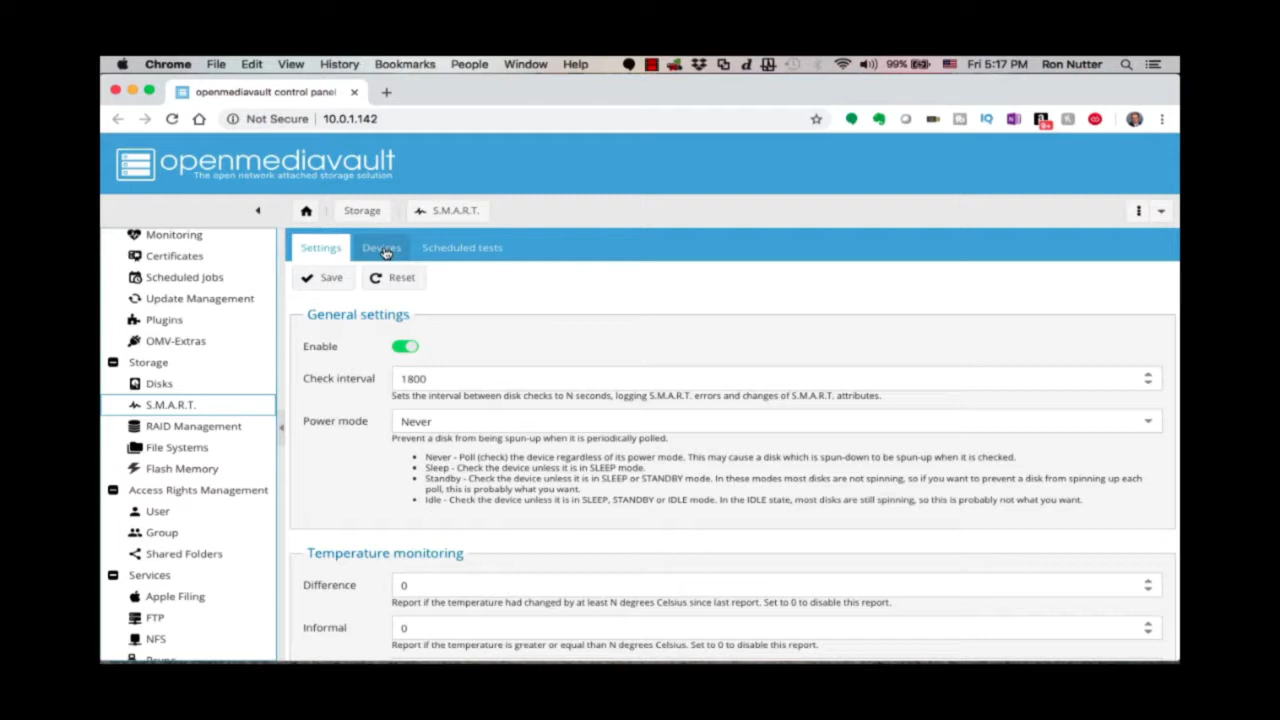 Chrome File Edit View History Bookmarks People Window Help 99% Fri 5:17 PM Ron Nutter
openmediavault control panel
Not Secure 10.0.1.142
openmediavault
The open network attached storage solution
Storage S.M.A.R.T.
Monitoring
Certificates
Scheduled Jobs
Update Management
Plugins
OMV-Extras
Storage
Disks
S.M.A.R.T.
RAID Management
File Systems
Flash Memory
Access Rights Management
User
Group
Shared Folders
Services
Apple Filing
FTP
NFS
Settings Devices Scheduled tests
Save Reset
General settings
Enable
Check interval 1800
Sets the interval between disk checks to N seconds, logging S.M.A.R.T. errors and changes of S.M.A.R.T. attributes.
Power mode Never
Prevent a disk from being spun-up when it is periodically polled.
• Never - Poll (check) the device regardless of its power mode. This may cause a disk which is spun-down to be spun-up when it is checked.
• Sleep - Check the device unless it is in SLEEP mode.
• Standby - Check the device unless it is in SLEEP or STANDBY mode. In these modes most disks are not spinning, so if you want to prevent a disk from spinning up each
poll, this is probably what you want.
• Idle - Check the device unless it is in SLEEP, STANDBY or IDLE mode. In the IDLE state, most disks are still spinning, so this is probably not what you want.
Temperature monitoring
Difference 0
Report if the temperature had changed by at least N degrees Celsius since last report. Set to 0 to disable this report.
Informal 0
Report if the temperature is greater or equal than N degrees Celsius. Set to 0 to disable this report.